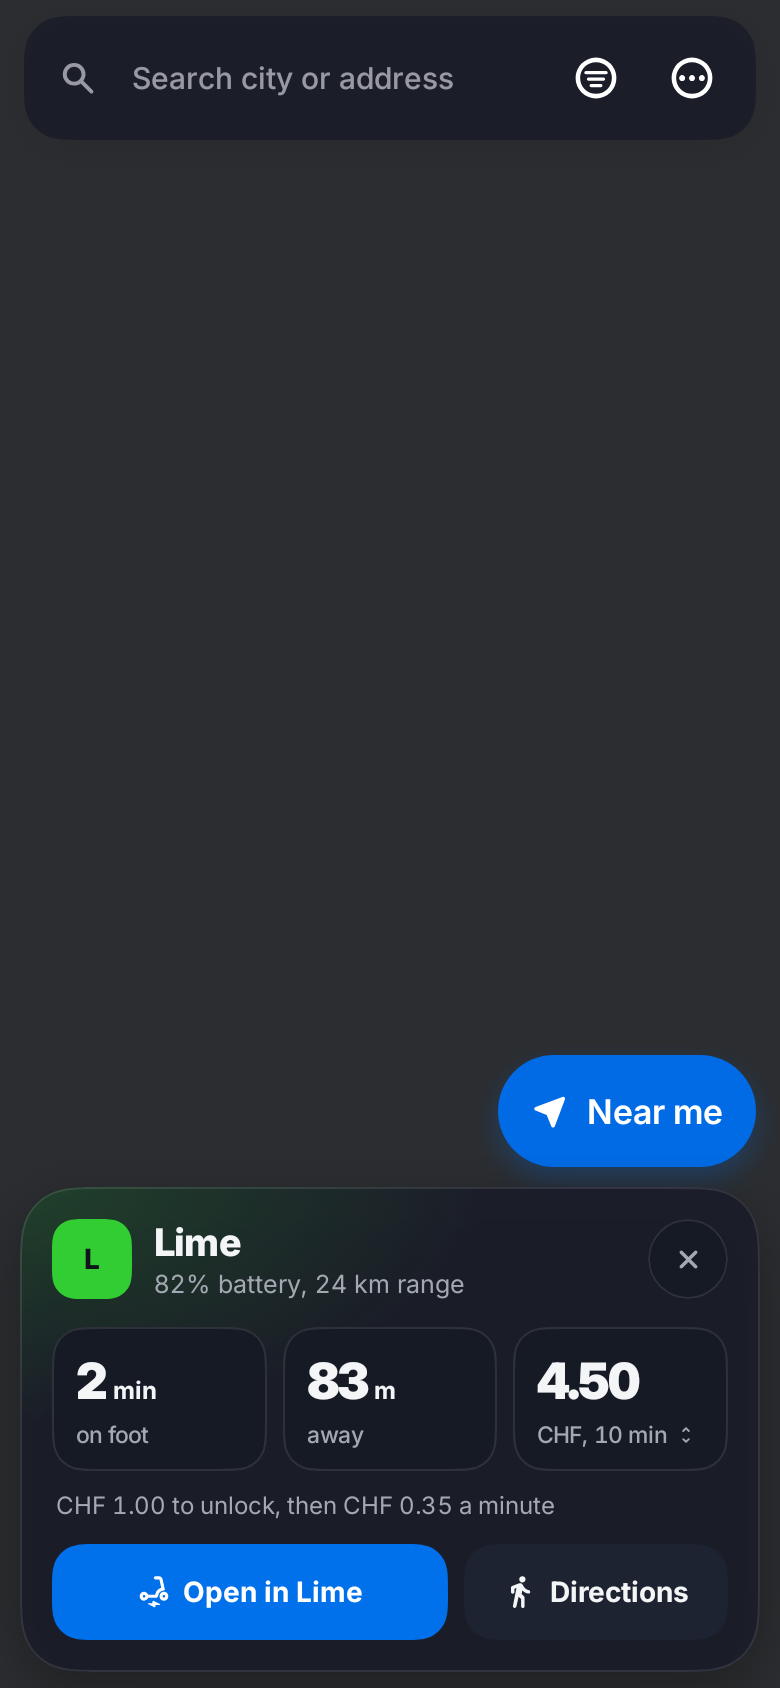 Search city or address
Near me
L
Lime
82% battery, 24 km range
2 min
on foot
83 m
away
4.50
CHF, 10 min
CHF 1.00 to unlock, then CHF 0.35 a minute
Open in Lime
Directions